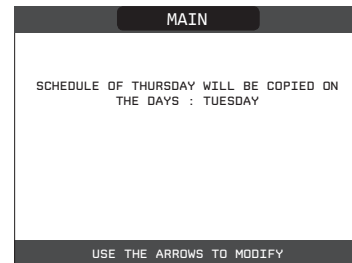 MAIN
SCHEDULE OF THURSDAY WILL BE COPIED ON
THE DAYS : TUESDAY
USE THE ARROWS TO MODIFY